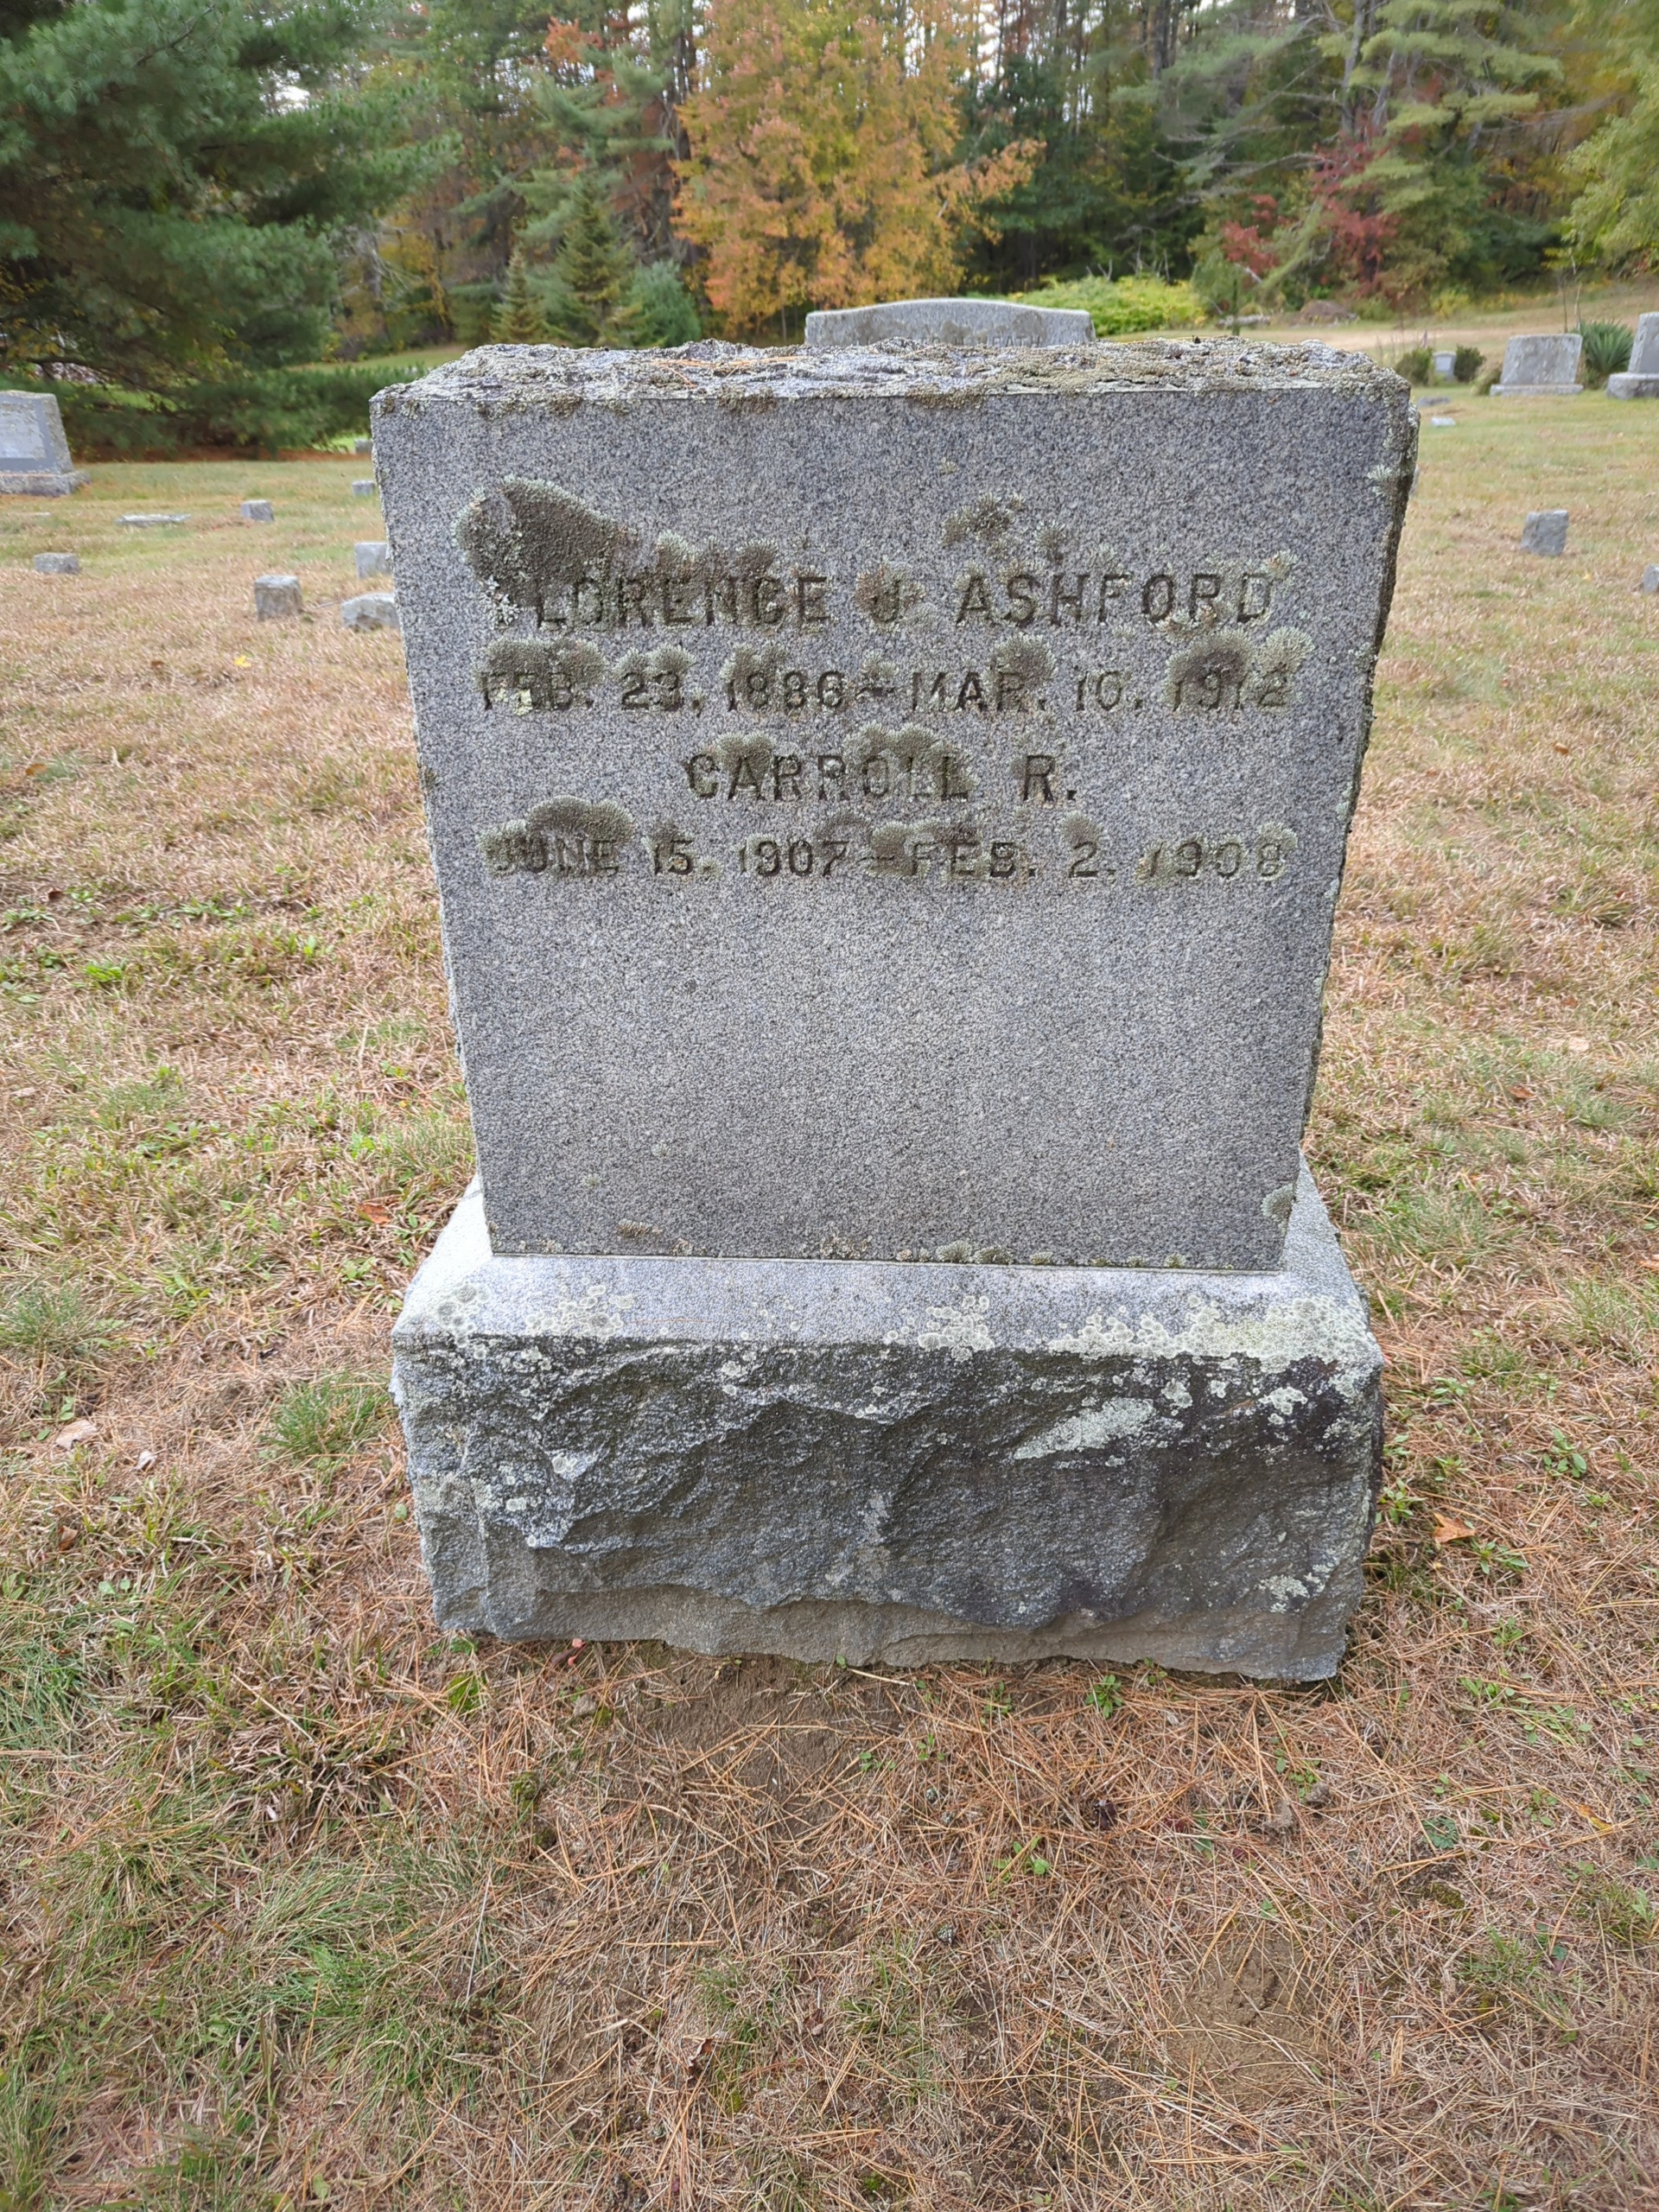 FLORENCE J. ASHFORD
FEB. 23, 1886 – MAR. 10, 1912
CARROLL R.
JUNE 15, 1907 – FEB. 2, 1908